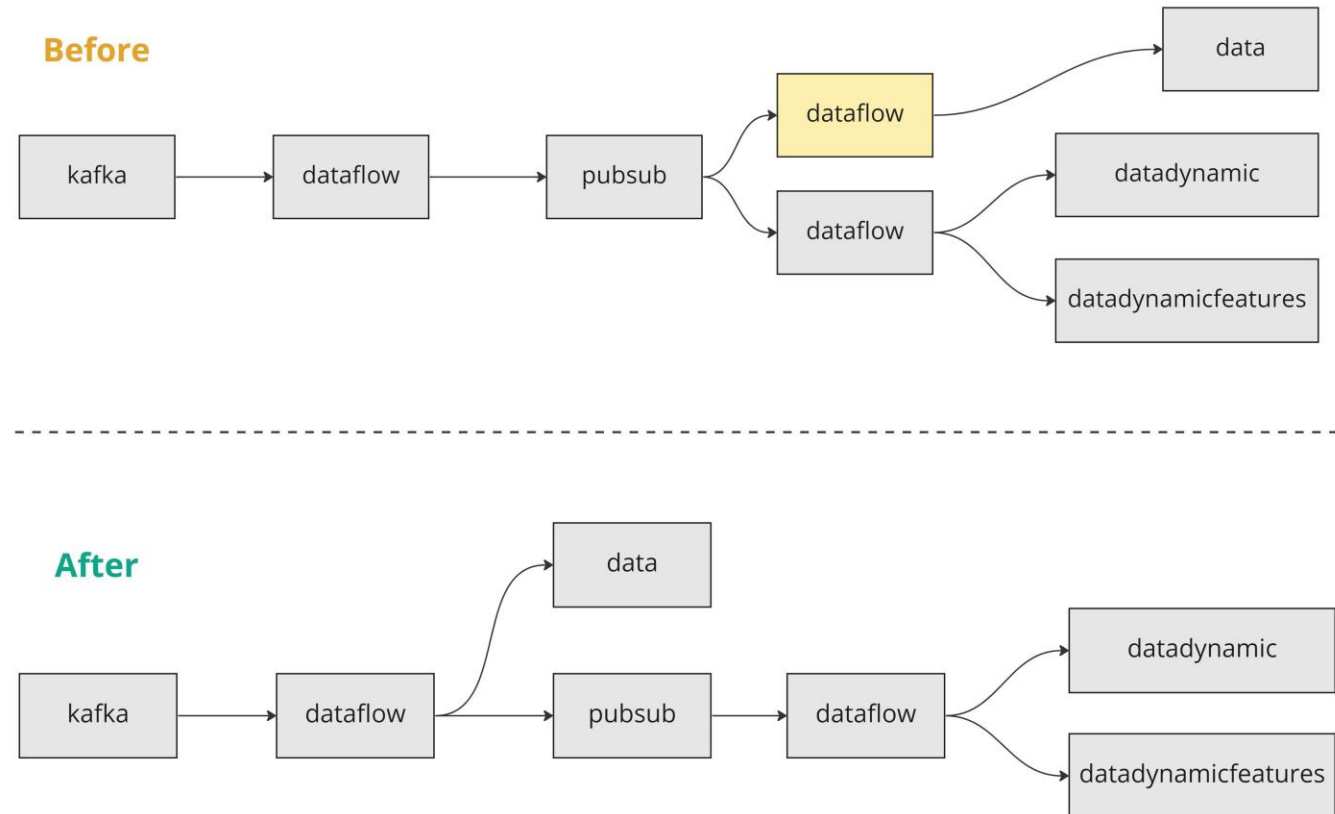 Before
data
dataflow
kafka
dataflow
pubsub
datadynamic
dataflow
datadynamicfeatures
After
data
datadynamic
kafka
dataflow
pubsub
dataflow
datadynamicfeatures